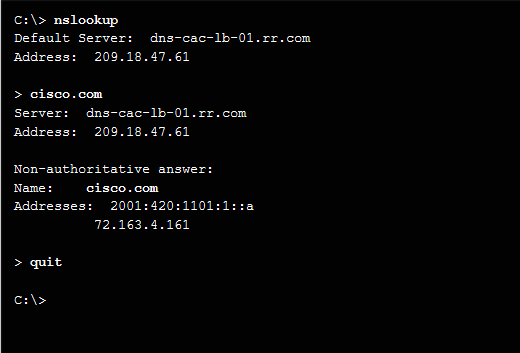 C:\> nslookup
Default Server:  dns-cac-lb-01.rr.com
Address:  209.18.47.61
> cisco.com
Server:  dns-cac-lb-01.rr.com
Address:  209.18.47.61
Non-authoritative answer:
Name:    cisco.com
Addresses:  2001:420:1101:1::a
          72.163.4.161
> quit
C:\>